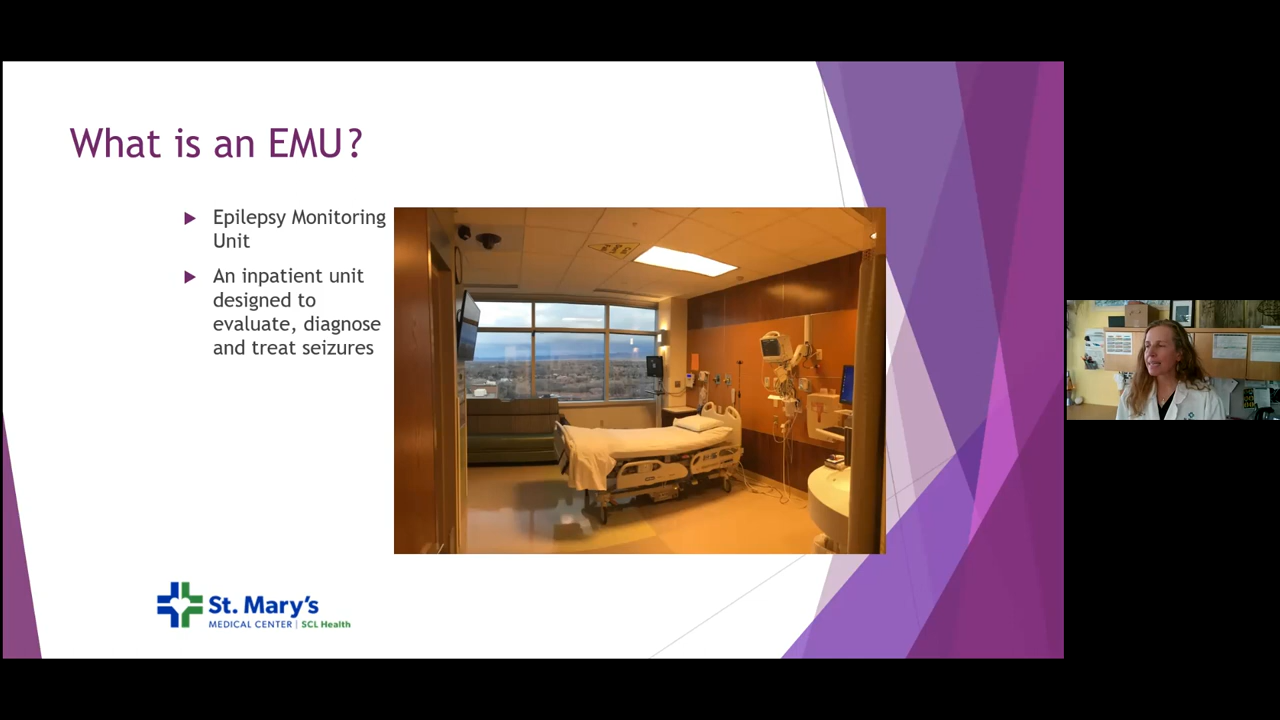 What is an EMU?
Epilepsy Monitoring
Unit
An inpatient unit
designed to
evaluate, diagnose
and treat seizures
St. Mary's
MEDICAL CENTER | SCL Health